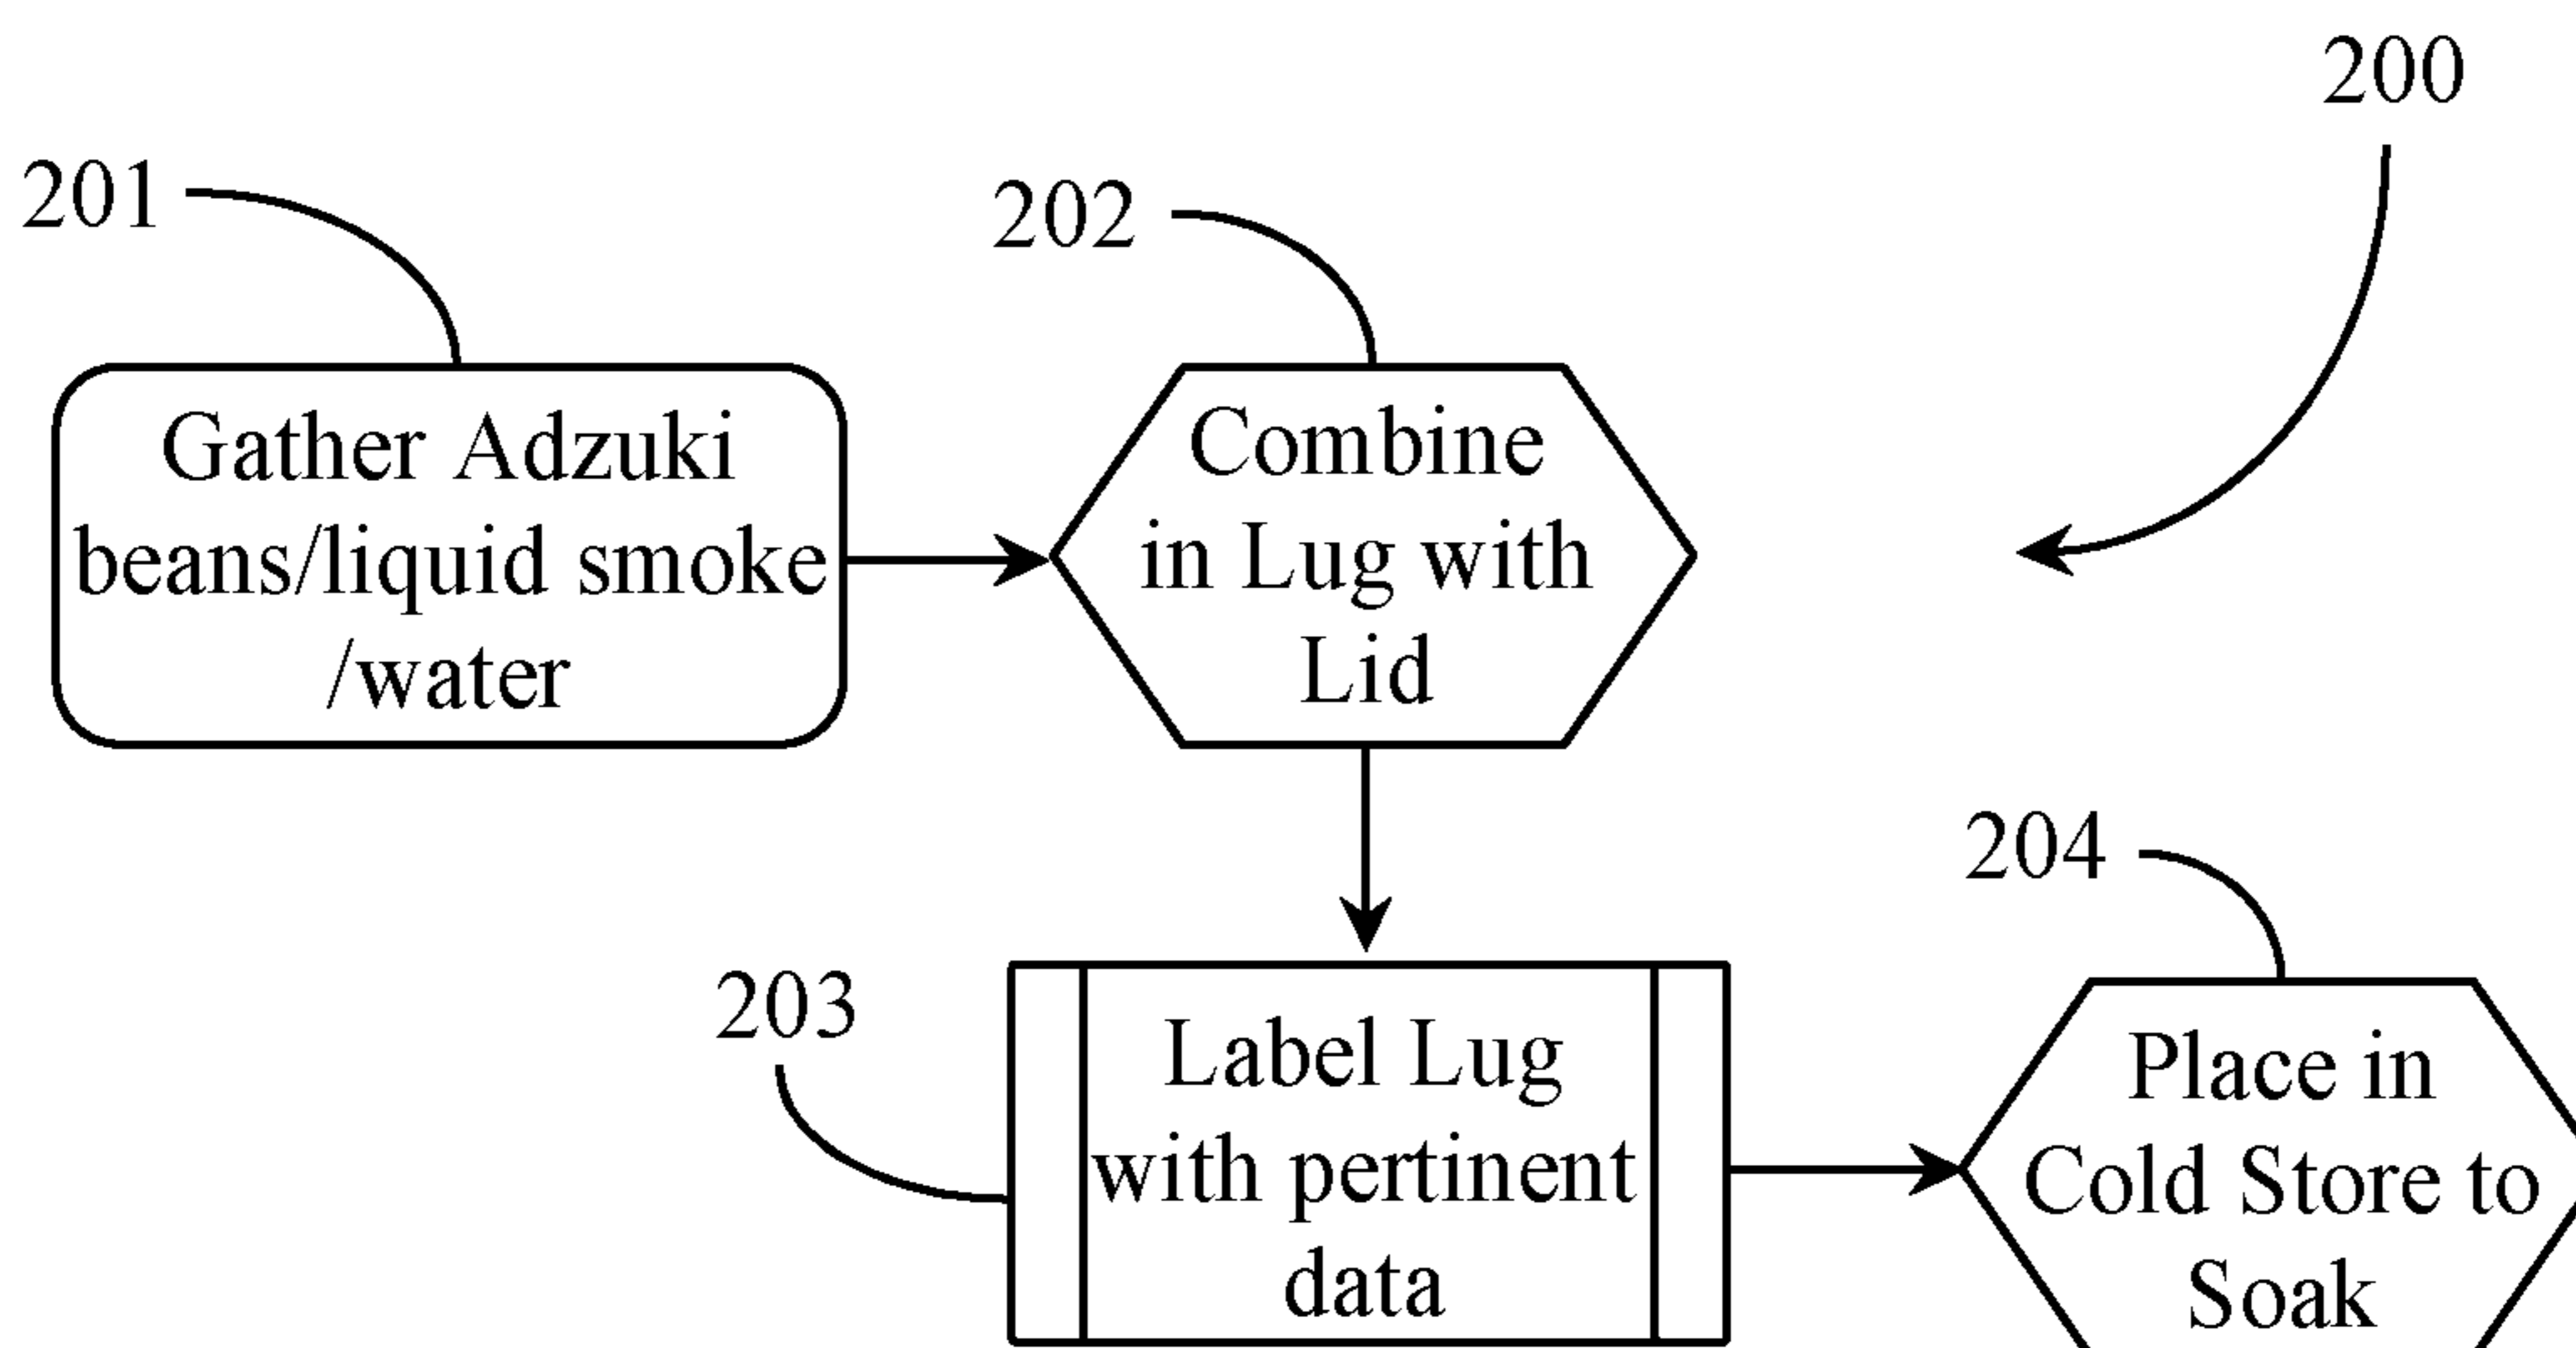 200
201
202
Gather Adzuki
beans/liquid smoke
/water
Combine
in Lug with
Lid
204
203
Label Lug
with pertinent
data
Place in
Cold Store to
Soak